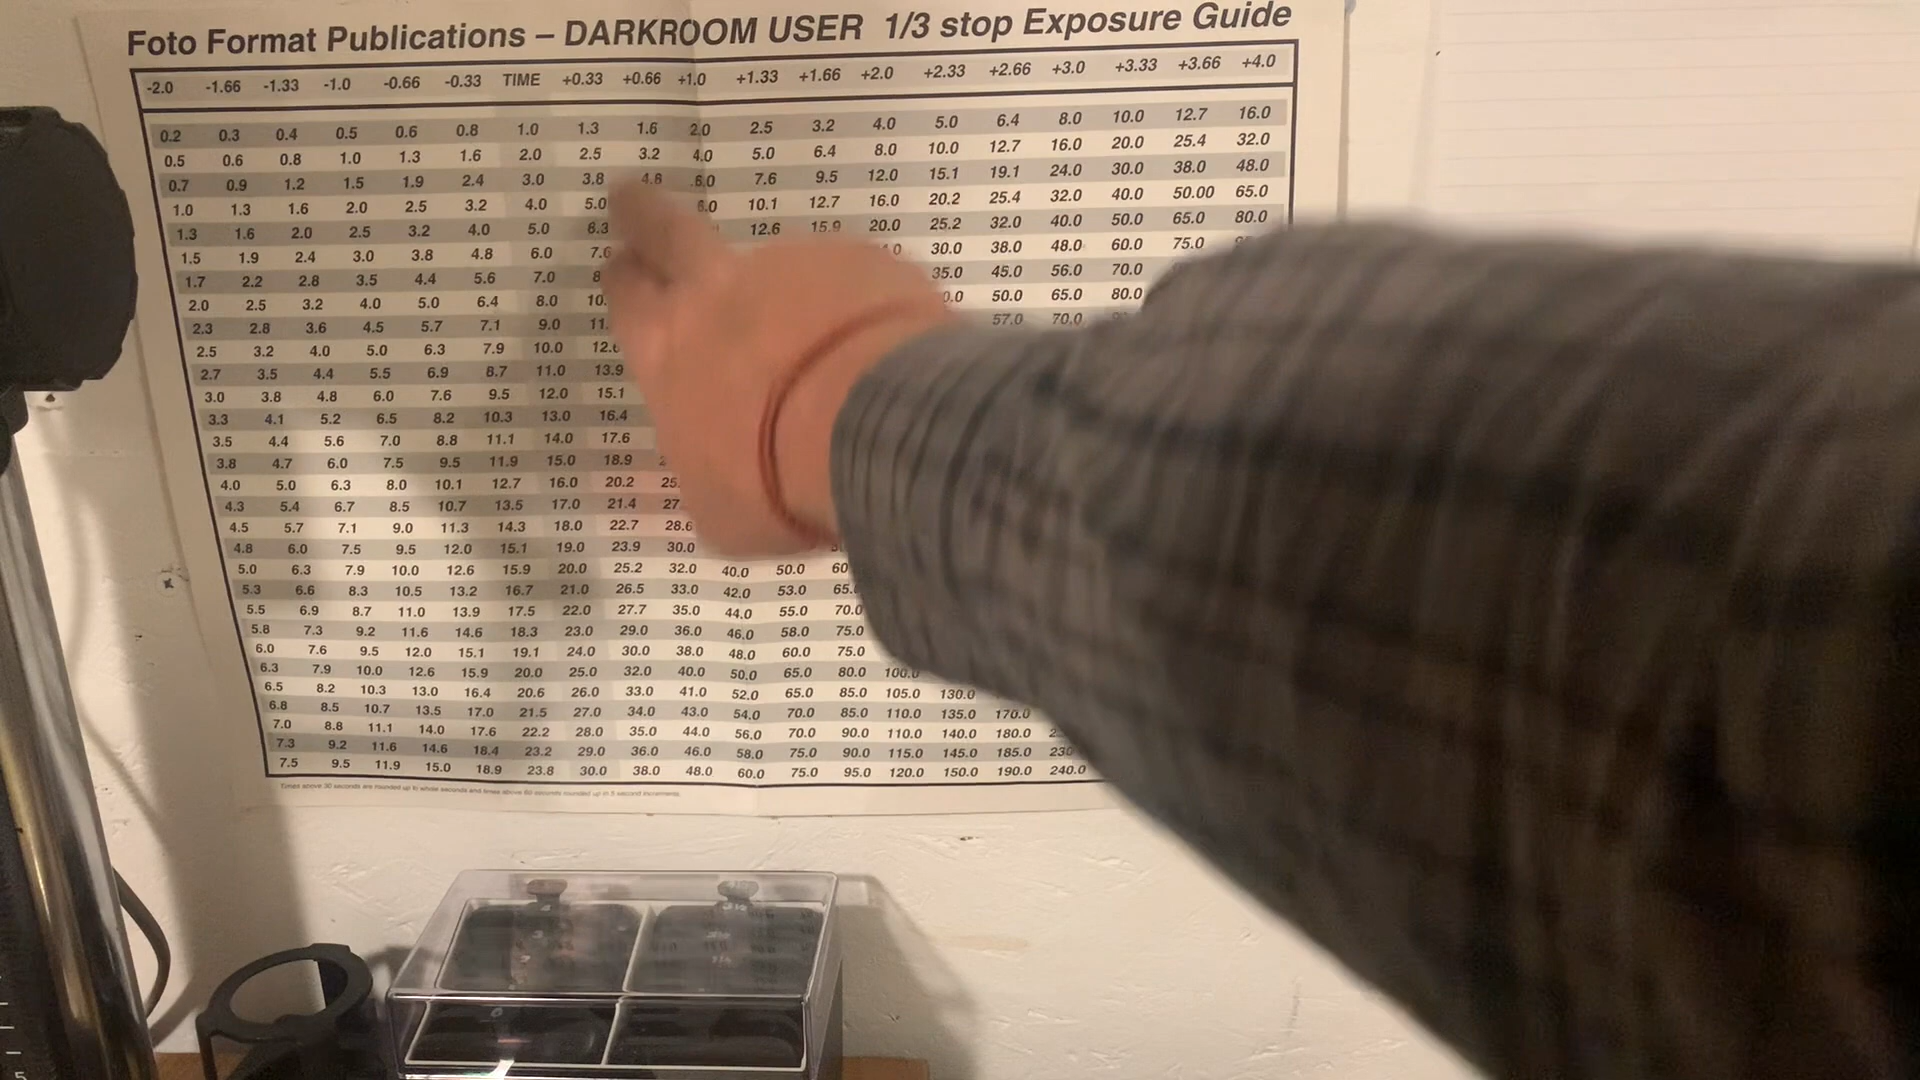 Foto Format Publications – DARKROOM USER 1/3 stop Exposure Guide
-2.0 -1.66 -1.33 -1.0 -0.66 -0.33 TIME +0.33 +0.66 +1.0 +1.33 +1.66 +2.0 +2.33 +2.66 +3.0 +3.33 +3.66 +4.0
0.2 0.3 0.4 0.5 0.6 0.8 1.0 1.3 1.6 2.0 2.5 3.2 4.0 5.0 6.4 8.0 10.0 12.7 16.0
0.5 0.6 0.8 1.0 1.3 1.6 2.0 2.5 3.2 4.0 5.0 6.4 8.0 10.0 12.7 16.0 20.0 25.4 32.0
0.7 0.9 1.2 1.5 1.9 2.4 3.0 3.8 4.8 6.0 7.6 9.5 12.0 15.1 19.1 24.0 30.0 38.0 48.0
1.0 1.3 1.6 2.0 2.5 3.2 4.0 5.0 10.1 12.7 16.0 20.2 25.4 32.0 40.0 50.00 65.0
1.3 1.6 2.0 2.5 3.2 4.0 5.0 6.3 12.6 15.9 20.0 25.2 32.0 40.0 50.0 65.0 80.0
1.5 1.9 2.4 3.0 3.8 4.8 6.0 7.6 30.0 38.0 48.0 60.0 75.0
1.7 2.2 2.8 3.5 4.4 5.6 7.0 35.0 45.0 56.0 70.0
2.0 2.5 3.2 4.0 5.0 6.4 8.0 50.0 65.0 80.0
2.3 2.8 3.6 4.5 5.7 7.1 9.0 57.0 70.0
2.5 3.2 4.0 5.0 6.3 7.9 10.0 12.6
2.7 3.5 4.4 5.5 6.9 8.7 11.0 13.9
3.0 3.8 4.8 6.0 7.6 9.5 12.0 15.1
3.3 4.1 5.2 6.5 8.2 10.3 13.0 16.4
3.5 4.4 5.6 7.0 8.8 11.1 14.0 17.6
3.8 4.7 6.0 7.5 9.5 11.9 15.0 18.9
4.0 5.0 6.3 8.0 10.1 12.7 16.0 20.2
4.3 5.4 6.7 8.5 10.7 13.5 17.0 21.4
4.5 5.7 7.1 9.0 11.3 14.3 18.0 22.7 28.6
4.8 6.0 7.5 9.5 12.0 15.1 19.0 23.9 30.0
5.0 6.3 7.9 10.0 12.6 15.9 20.0 25.2 32.0 40.0 50.0
5.3 6.6 8.3 10.5 13.2 16.7 21.0 26.5 33.0 42.0 53.0
5.5 6.9 8.7 11.0 13.9 17.5 22.0 27.7 35.0 44.0 55.0 70.0
5.8 7.3 9.2 11.6 14.6 18.3 23.0 29.0 36.0 46.0 58.0 75.0
6.0 7.6 9.5 12.0 15.1 19.1 24.0 30.0 38.0 48.0 60.0 75.0
6.3 7.9 10.0 12.6 15.9 20.0 25.0 32.0 40.0 50.0 65.0 80.0 100.0
6.5 8.2 10.3 13.0 16.4 20.6 26.0 33.0 41.0 52.0 65.0 85.0 105.0 130.0
6.8 8.5 10.7 13.5 17.0 21.5 27.0 34.0 43.0 54.0 70.0 85.0 110.0 135.0 170.0
7.0 8.8 11.1 14.0 17.6 22.2 28.0 35.0 44.0 56.0 70.0 90.0 110.0 140.0 180.0
7.3 9.2 11.6 14.6 18.4 23.2 29.0 36.0 46.0 58.0 75.0 90.0 115.0 145.0 185.0
7.5 9.5 11.9 15.0 18.9 23.8 30.0 38.0 48.0 60.0 75.0 95.0 120.0 150.0 190.0 240.0
Times above 30 seconds are rounded up to whole seconds and times above 60 seconds rounded up in 5 second increments.
5